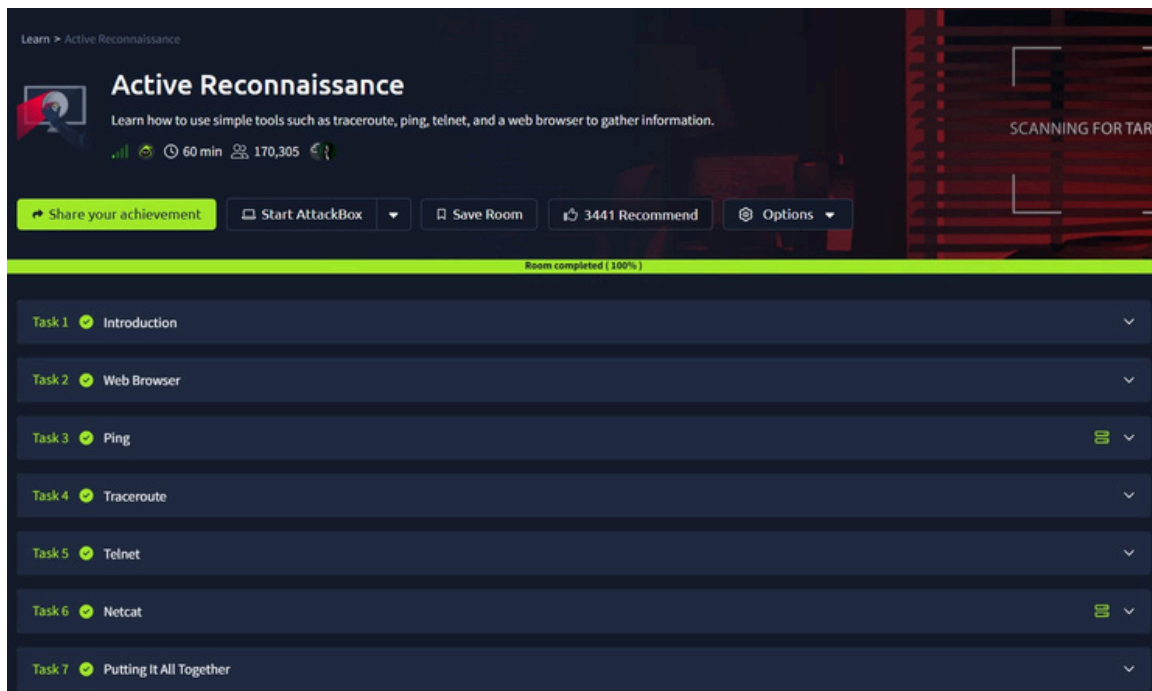 Learn > Active Reconnaissance
Active Reconnaissance
Learn how to use simple tools such as traceroute, ping, telnet, and a web browser to gather information.
60 min 170,305
SCANNING FOR TAR
Share your achievement Start AttackBox Save Room 3441 Recommend Options
Room completed ( 100% )
Task 1 Introduction
Task 2 Web Browser
Task 3 Ping
Task 4 Traceroute
Task 5 Telnet
Task 6 Netcat
Task 7 Putting It All Together